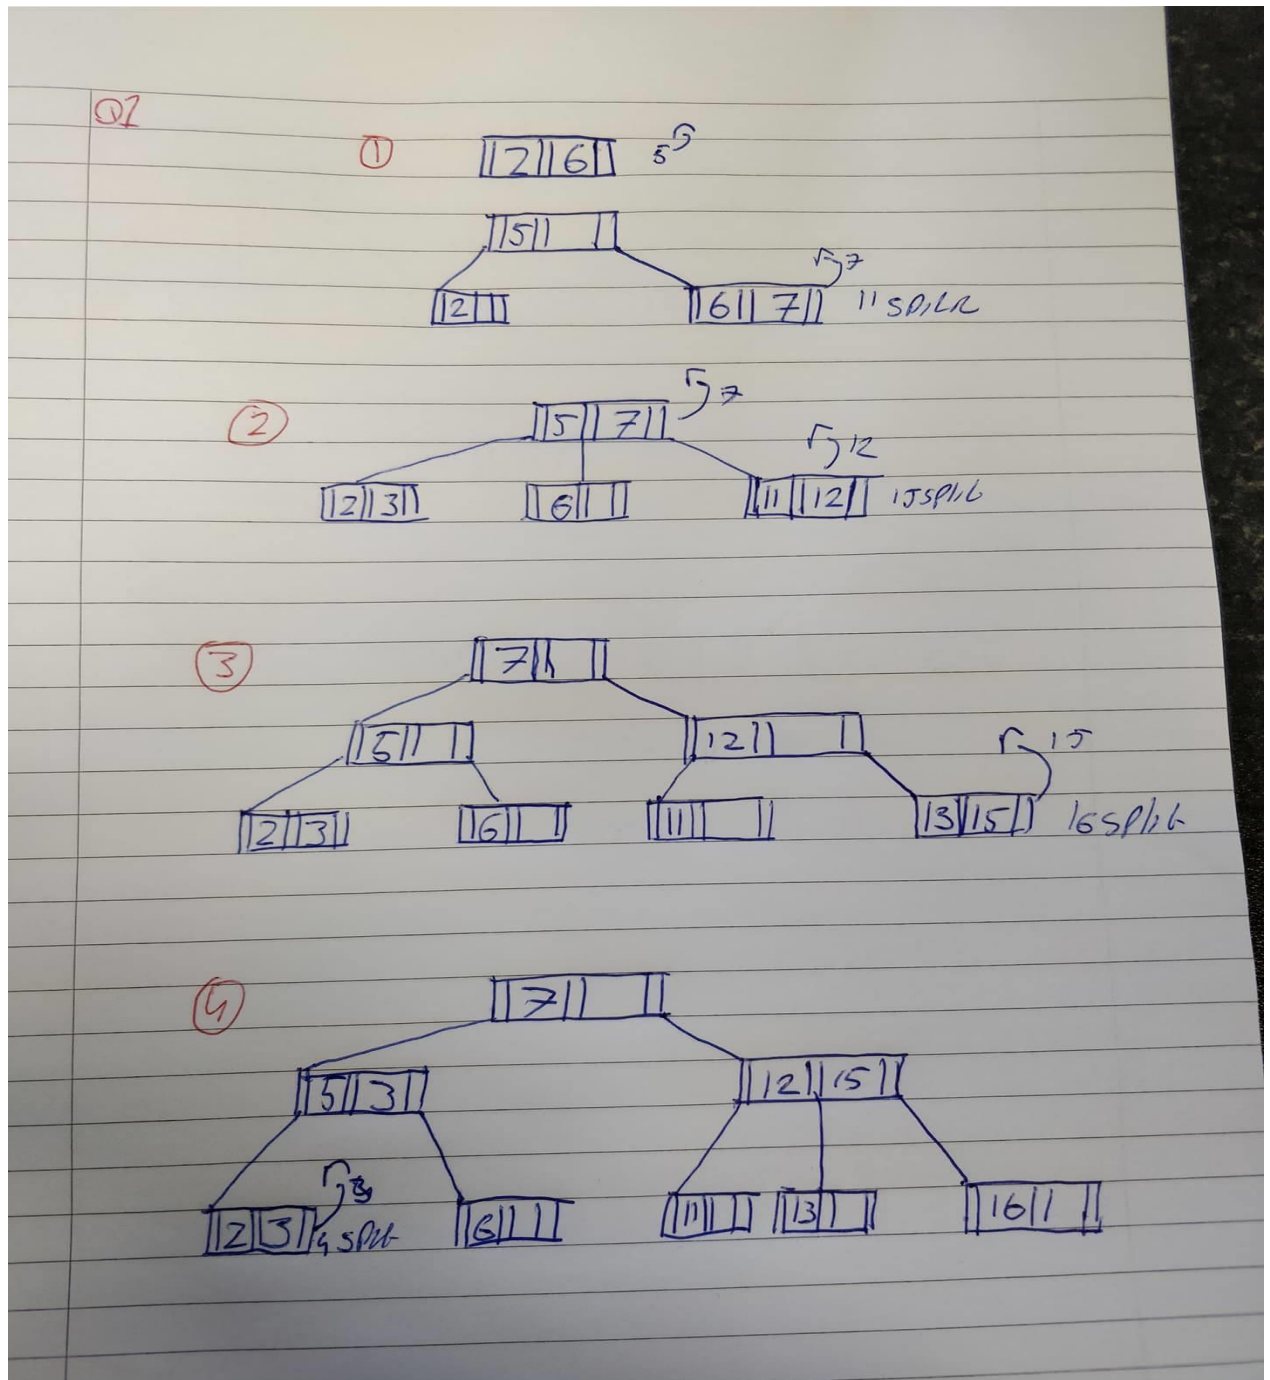 Q1
① 2 6 5
5
7
2 6 7 11 split
② 5 7 7
12
2 3 6 11 12 split
③ 7
5 12 15
2 3 6 11 13 15 16 split
④ 7
5 3 12 15
2 3 4 split 6 11 13 16